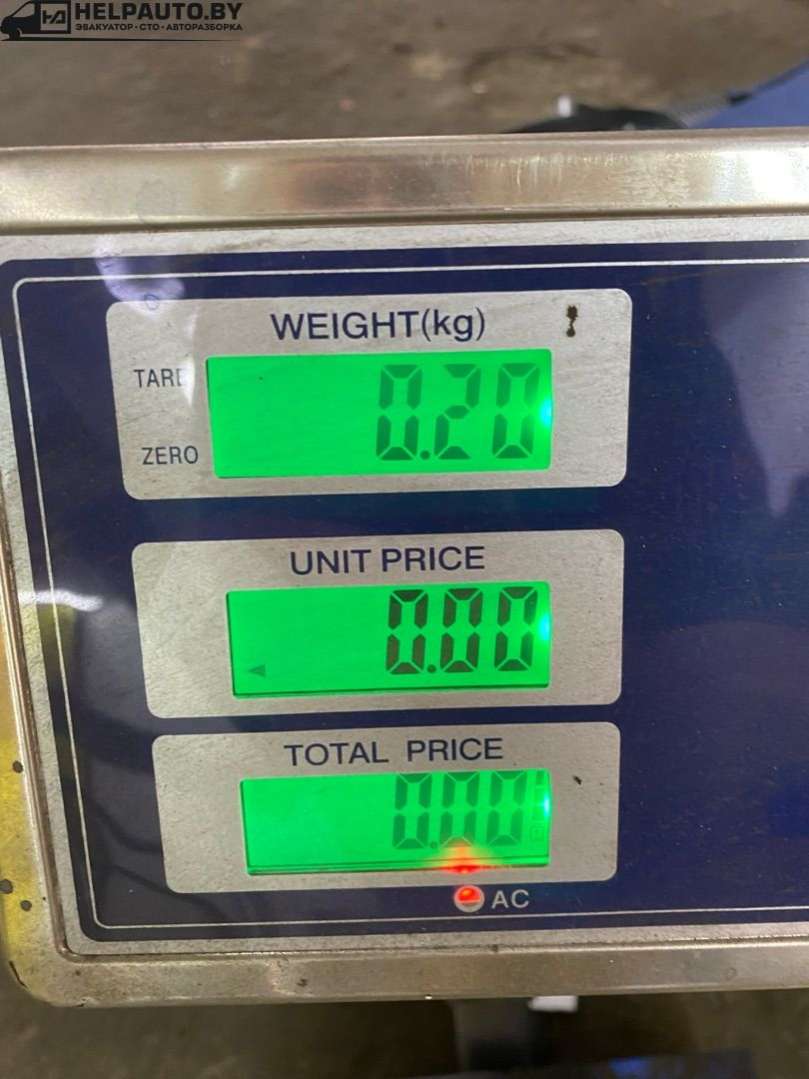 HELPAUTO.BY
ЭВАКУАТОР • СТО • АВТОРАЗБОРКА
WEIGHT(kg)
TARE
0.20
ZERO
UNIT PRICE
0.00
TOTAL PRICE
0.00
AC